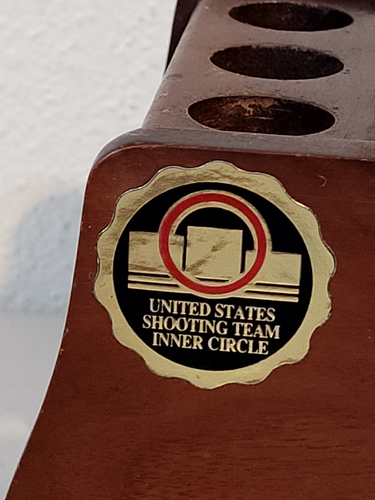 UNITED STATES
SHOOTING TEAM
INNER CIRCLE